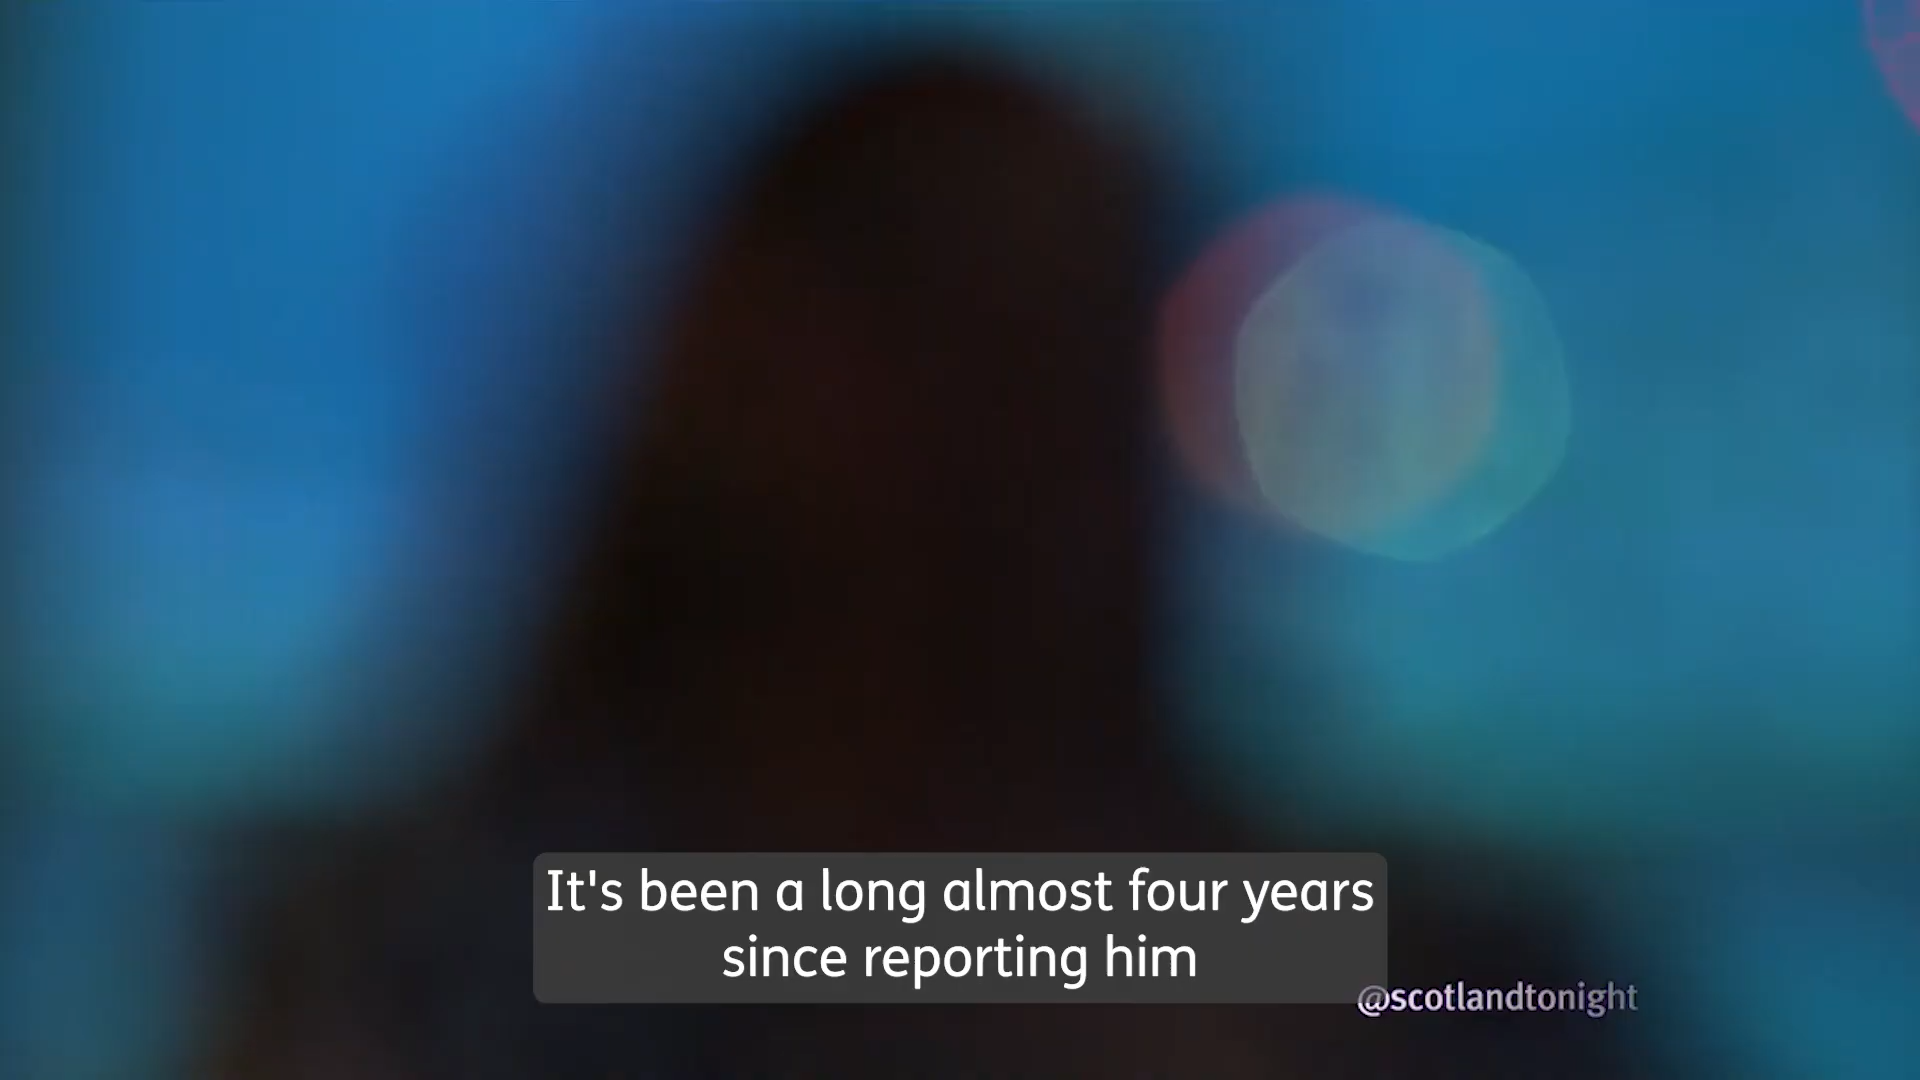 It's been a long almost four years
since reporting him
@scotlandtonight